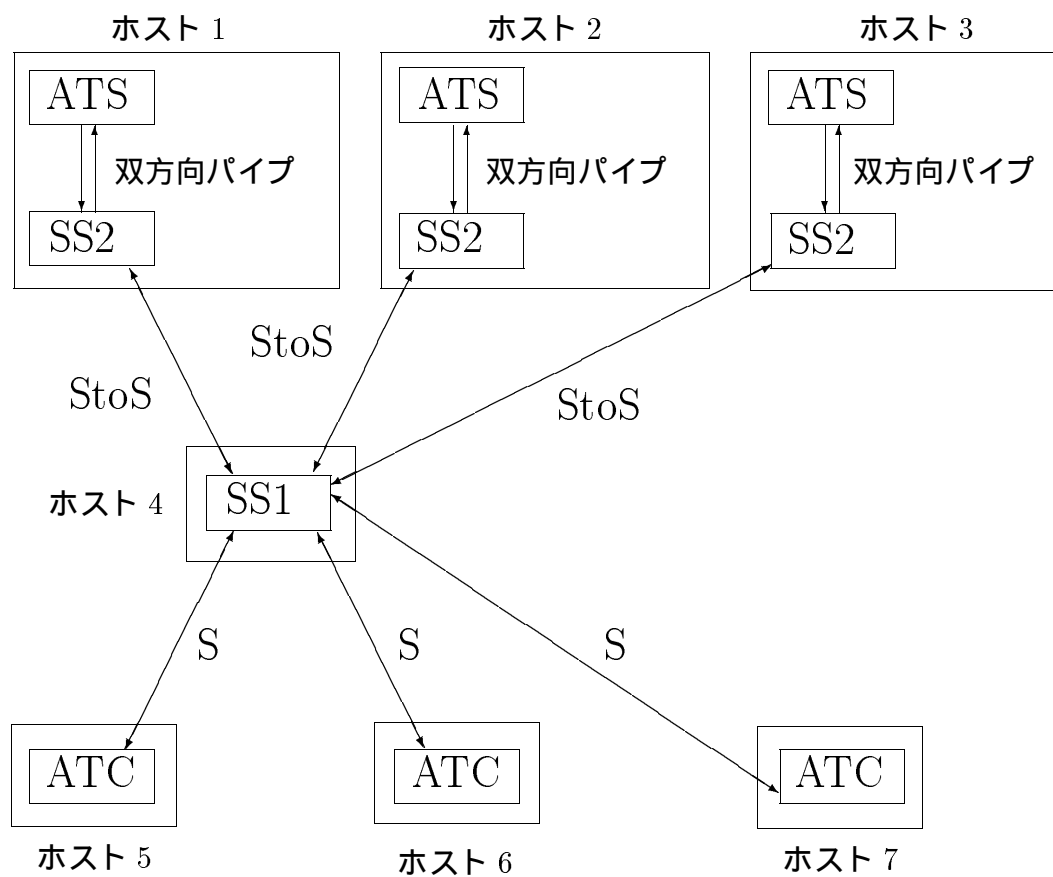 ホスト 1
ホスト 2
ホスト 3
ATS
ATS
ATS
双方向パイプ
双方向パイプ
双方向パイプ
SS2
SS2
SS2
StoS
StoS
StoS
ホスト 4
SS1
S
S
S
ATC
ATC
ATC
ホスト 5
ホスト 6
ホスト 7